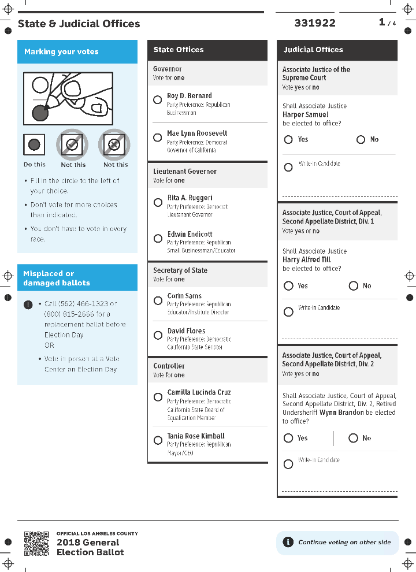 State & Judicial Offices
331922
1 / 4
Marking your votes
Do this
Not this
Not this
• Fill in the circle to the left of
your choice.
• Don't vote for more choices
than indicated.
• You don't have to vote in every
race.
Misplaced or
damaged ballots
• Call (562) 466-1323 or
(800) 815-2666 for a
replacement ballot before
Election Day
OR
• Vote in person at a Vote
Center on Election Day
State Offices
Governor
Vote for one
Roy D. Bernard
Party Preference: Republican
Businessman
Mae Lynn Roosevelt
Party Preference: Democrat
Governor of California
Lieutenant Governor
Vote for one
Rita A. Ruggeri
Party Preference: Democrat
Lieutenant Governor
Edwin Endicott
Party Preference: Republican
Small Businessman/Educator
Secretary of State
Vote for one
Corin Sams
Party Preference: Republican
Educator/Institute Director
David Flores
Party Preference: Democratic
California State Senator
Controller
Vote for one
Camilla Lucinda Cruz
Party Preference: Democratic
California State Board of
Equalization Member
Tania Rose Kimball
Party Preference: Republican
Mayor/CEO
Judicial Offices
Associate Justice of the
Supreme Court
Vote yes or no
Shall Associate Justice
Harper Samuel
be elected to office?
Yes
No
Write-in Candidate
Associate Justice, Court of Appeal,
Second Appellate District, Div. 1
Vote yes or no
Shall Associate Justice
Harry Alfred Till
be elected to office?
Yes
No
Write-in Candidate
Associate Justice, Court of Appeal,
Second Appellate District, Div. 2
Vote yes or no
Shall Associate Justice, Court of Appeal,
Second Appellate District, Div. 2, Retired
Undersheriff Wynn Brandon be elected
to office?
Yes
No
Write-in Candidate
OFFICIAL LOS ANGELES COUNTY
2018 General
Election Ballot
Continue voting on other side